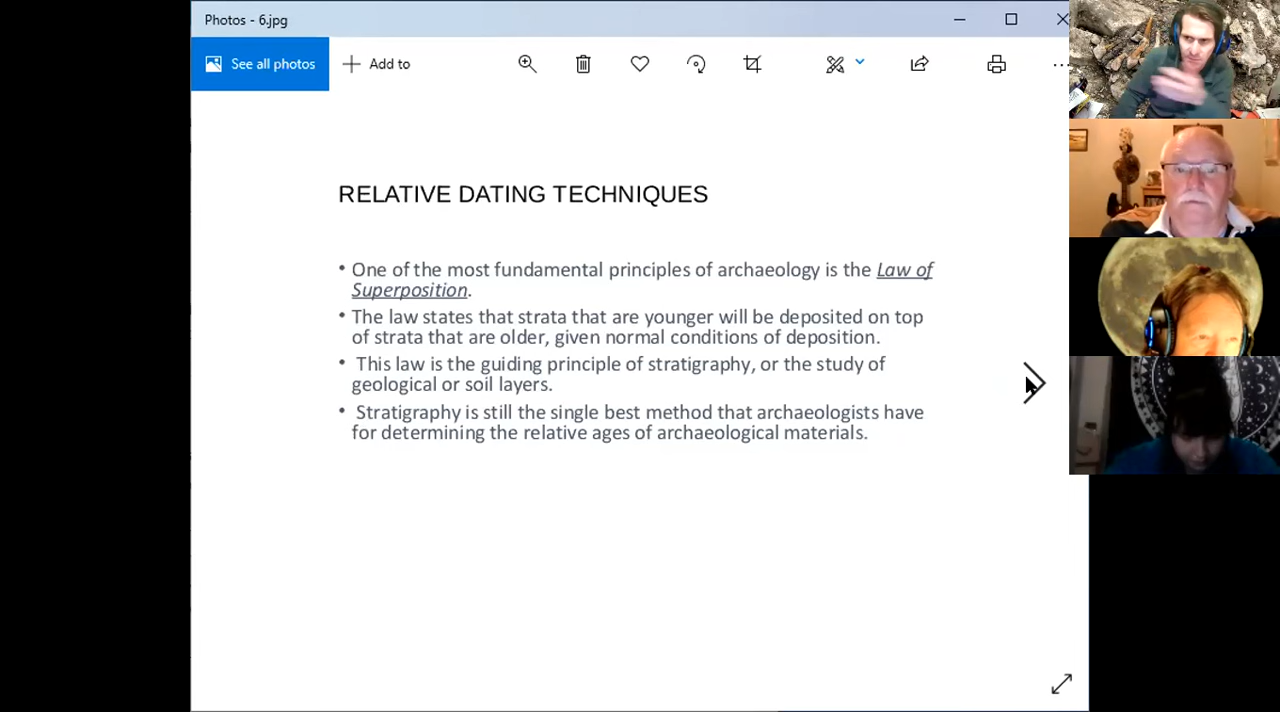 Photos - 6.jpg
See all photos
Add to
RELATIVE DATING TECHNIQUES
• One of the most fundamental principles of archaeology is the Law of
Superposition.
• The law states that strata that are younger will be deposited on top
of strata that are older, given normal conditions of deposition.
• This law is the guiding principle of stratigraphy, or the study of
geological or soil layers.
• Stratigraphy is still the single best method that archaeologists have
for determining the relative ages of archaeological materials.